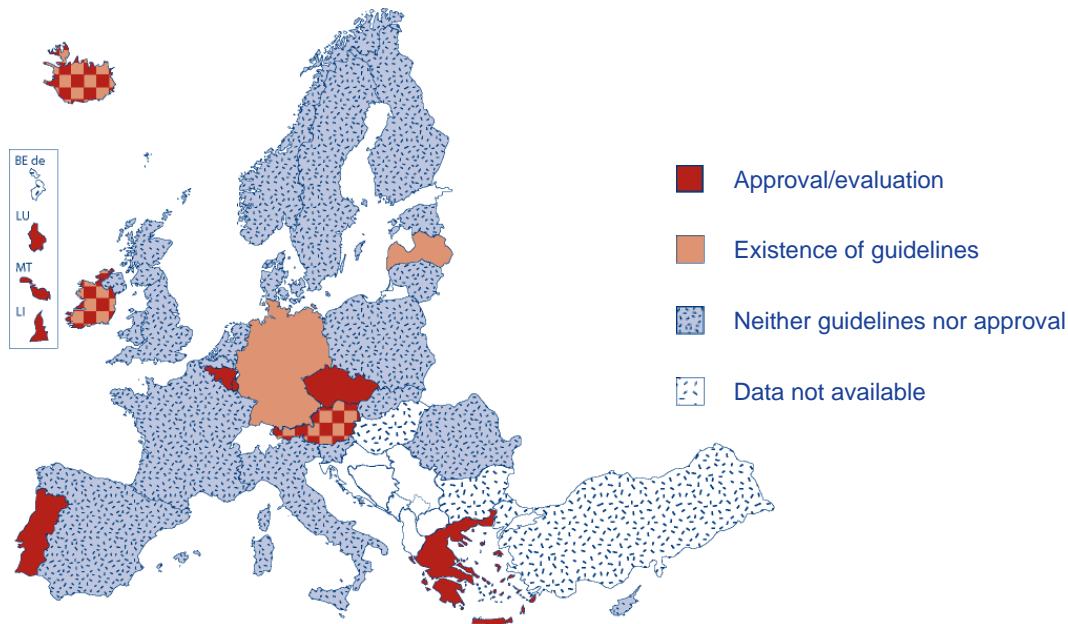 BE de
LU
MT
LI
Approval/evaluation
Existence of guidelines
Neither guidelines nor approval
Data not available